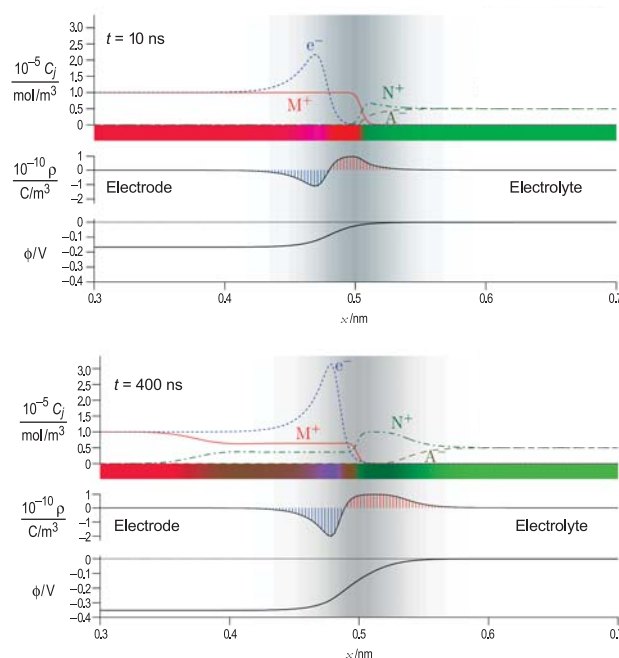 t = 10 ns
10⁻⁵ Cⱼ
mol/m³
3.0
2.0
1.5
1.0
0.5
0
e⁻
M⁺
N⁺
A⁻
10⁻¹⁰ ρ
C/m³
1
0
−1
−2
Electrode
Electrolyte
ϕ/V
0
−0.1
−0.2
−0.3
−0.4
0.3
0.4
0.5
0.6
0.7
x/nm
t = 400 ns
10⁻⁵ Cⱼ
mol/m³
3.0
2.0
1.5
1.0
0.5
0
e⁻
M⁺
N⁺
A⁻
10⁻¹⁰ ρ
C/m³
1
0
−1
−2
Electrode
Electrolyte
ϕ/V
0
−0.1
−0.2
−0.3
−0.4
0.3
0.4
0.5
0.6
0.7
x/nm